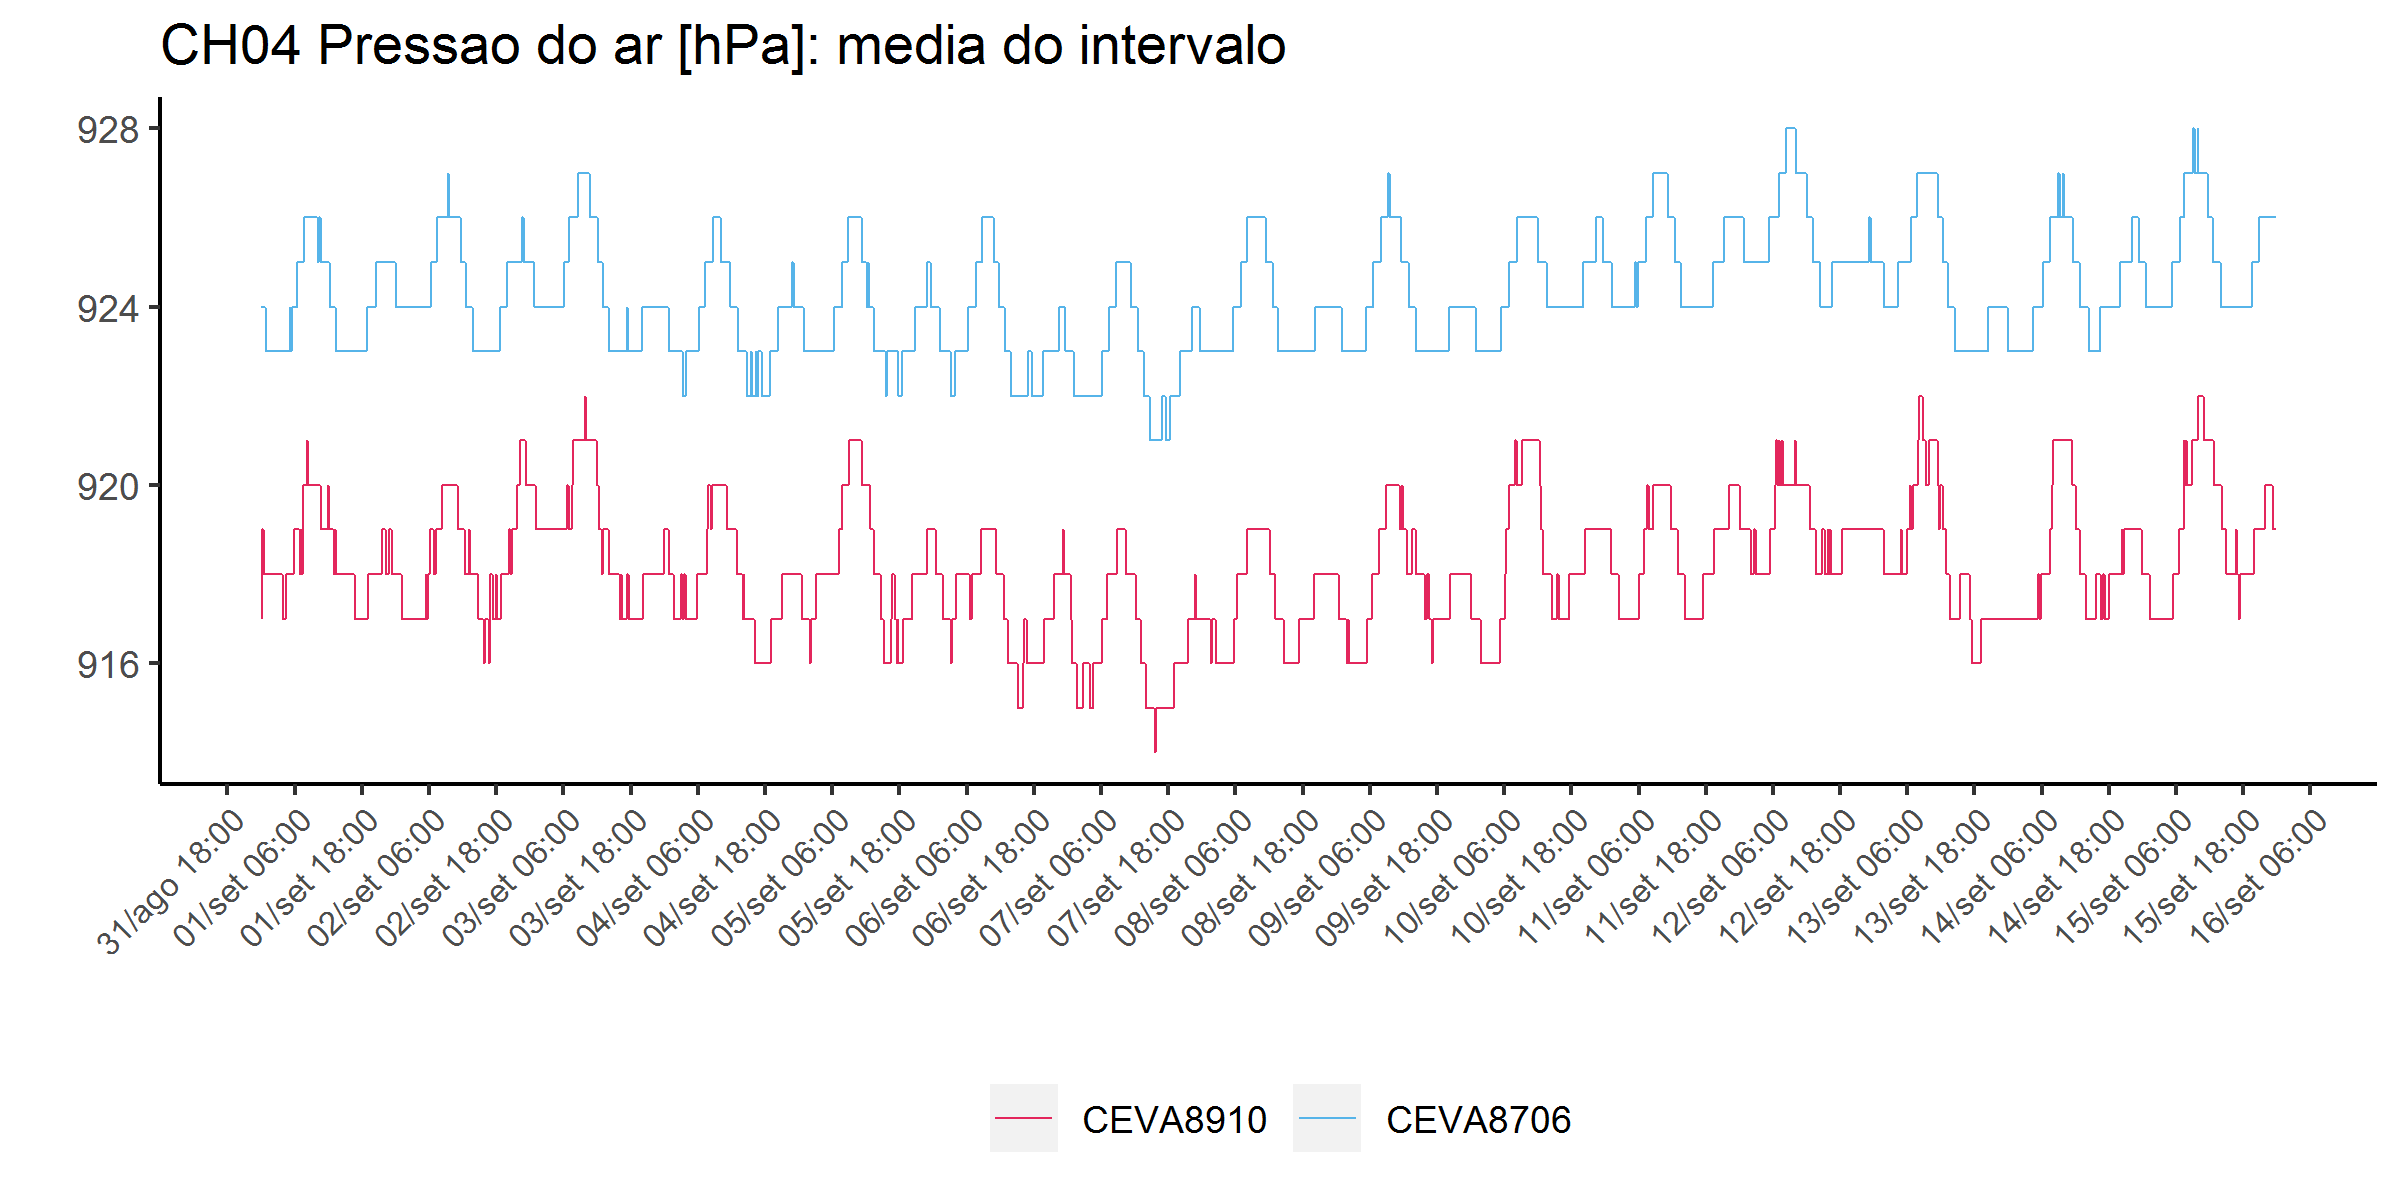 CH04 Pressao do ar [hPa]: media do intervalo
928
924
920
916
31/ago 18:00
01/set 06:00
01/set 18:00
02/set 06:00
02/set 18:00
03/set 06:00
03/set 18:00
04/set 06:00
04/set 18:00
05/set 06:00
05/set 18:00
06/set 06:00
06/set 18:00
07/set 06:00
07/set 18:00
08/set 06:00
08/set 18:00
09/set 06:00
09/set 18:00
10/set 06:00
10/set 18:00
11/set 06:00
11/set 18:00
12/set 06:00
12/set 18:00
13/set 06:00
13/set 18:00
14/set 06:00
14/set 18:00
15/set 06:00
15/set 18:00
16/set 06:00
CEVA8910 CEVA8706